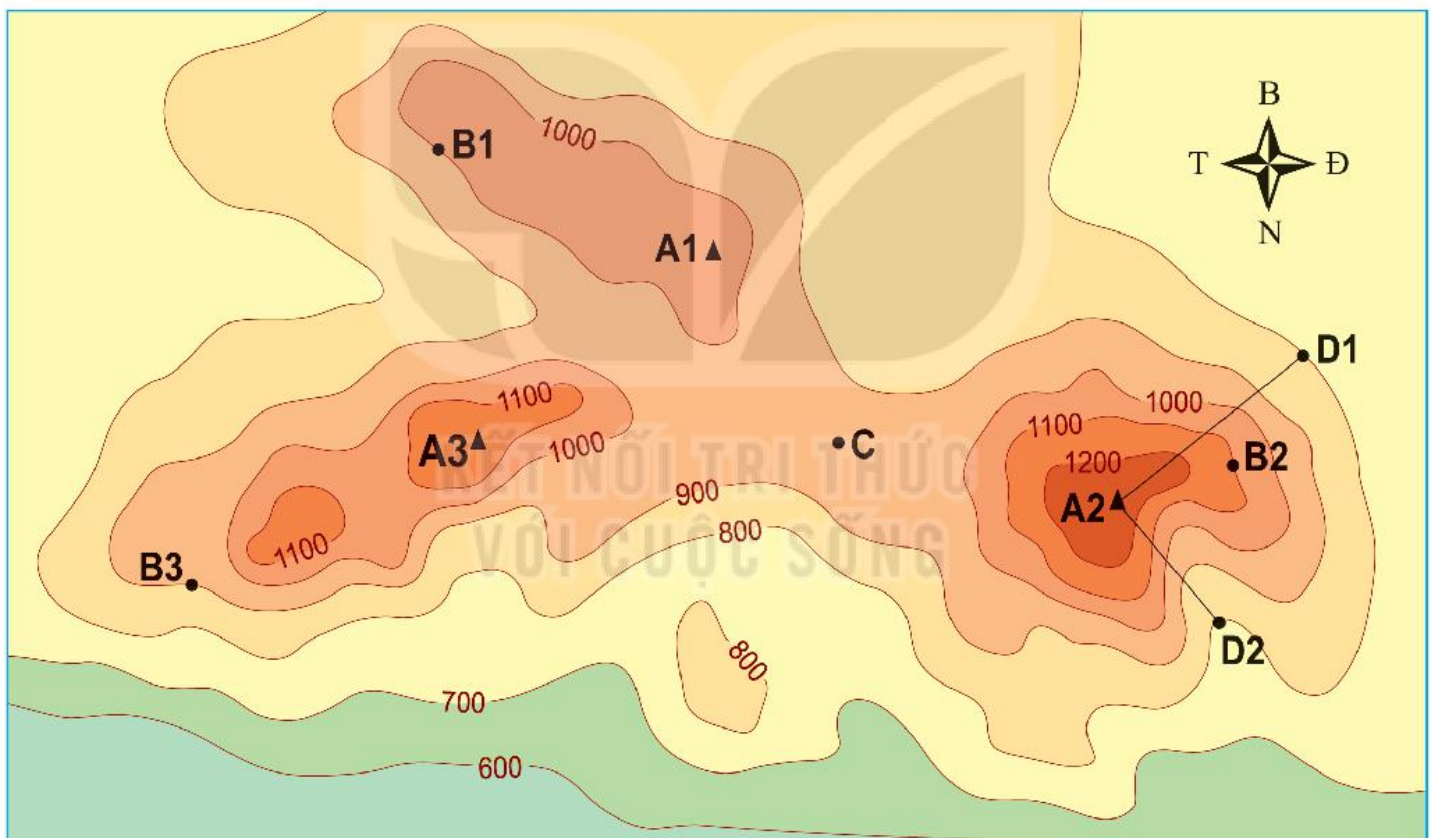 B
T
Đ
N
1000
B1
A1
D1
1100
1000
1100
1000
A3
C
B2
1200
A2
KẾT NỐI TRI THỨC
VỚI CUỘC SỐNG
900
800
1100
B3
D2
800
700
600